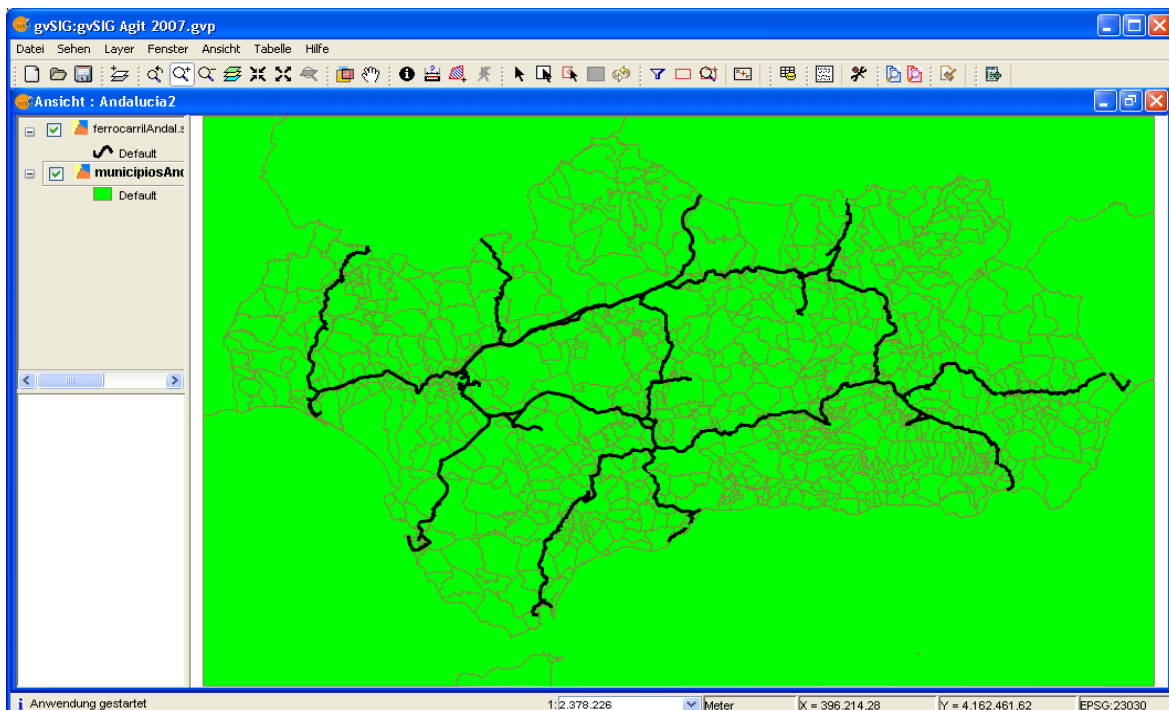 gvSIG:gvSIG Agit 2007.gvp
Datei Sehen Layer Fenster Ansicht Tabelle Hilfe
Ansicht : Andalucia2
ferrocarrilAndal.s
Default
municipiosAnd
Default
Anwendung gestartet
1:2.378.226
Meter
X = 396.214.28
Y = 4.162.461.62
EPSG:23030